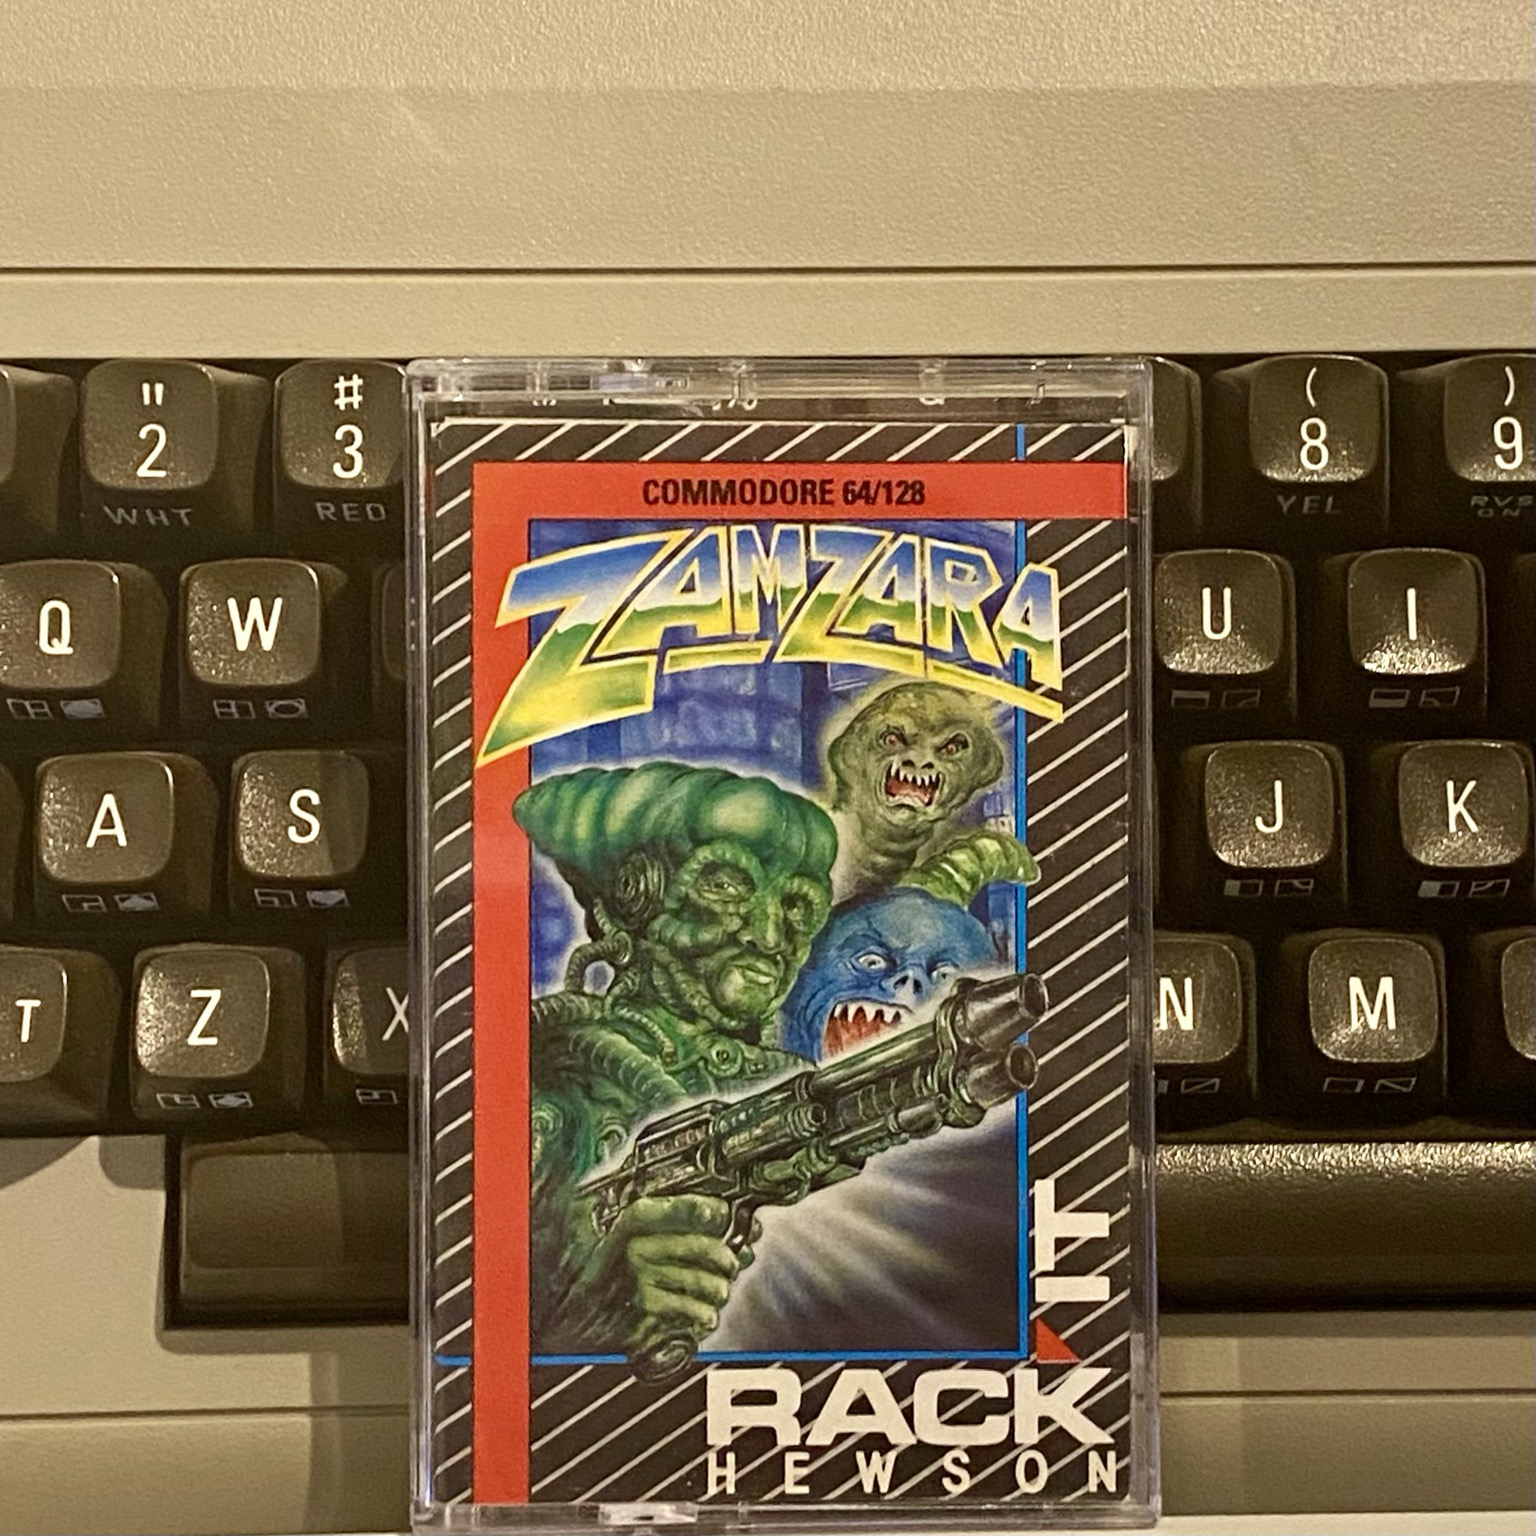 " # ( )
2 3 8 9
WHT RED YEL RVS ON
COMMODORE 64/128
ZAMZARA
Q W U I
A S J K
T Z X N M
IT
RACK
HEWSON